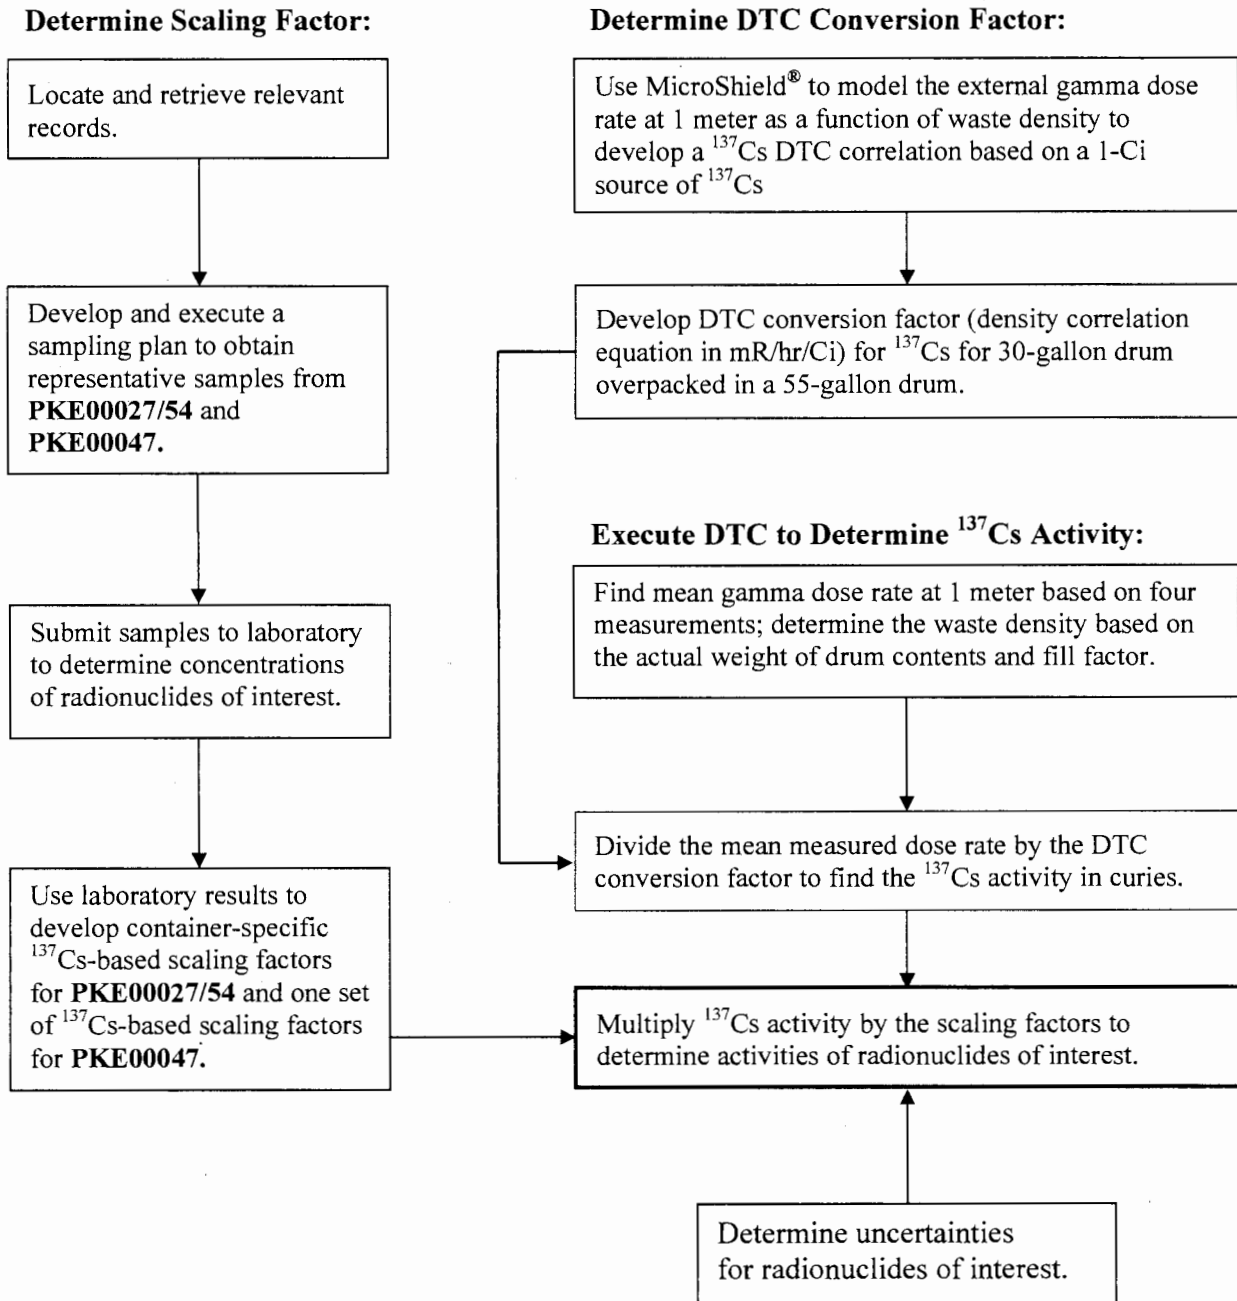 Determine Scaling Factor:
Locate and retrieve relevant
records.
Develop and execute a
sampling plan to obtain
representative samples from
PKE00027/54 and
PKE00047.
Submit samples to laboratory
to determine concentrations
of radionuclides of interest.
Use laboratory results to
develop container-specific
¹³⁷Cs-based scaling factors
for PKE00027/54 and one set
of ¹³⁷Cs-based scaling factors
for PKE00047.
Determine DTC Conversion Factor:
Use MicroShield® to model the external gamma dose
rate at 1 meter as a function of waste density to
develop a ¹³⁷Cs DTC correlation based on a 1-Ci
source of ¹³⁷Cs
Develop DTC conversion factor (density correlation
equation in mR/hr/Ci) for ¹³⁷Cs for 30-gallon drum
overpacked in a 55-gallon drum.
Execute DTC to Determine ¹³⁷Cs Activity:
Find mean gamma dose rate at 1 meter based on four
measurements; determine the waste density based on
the actual weight of drum contents and fill factor.
Divide the mean measured dose rate by the DTC
conversion factor to find the ¹³⁷Cs activity in curies.
Multiply ¹³⁷Cs activity by the scaling factors to
determine activities of radionuclides of interest.
Determine uncertainties
for radionuclides of interest.